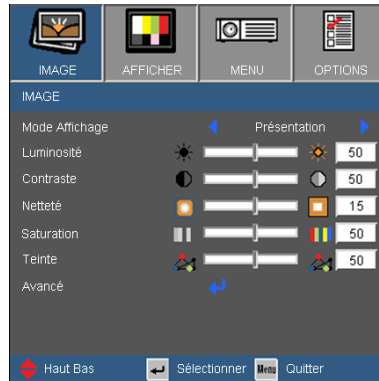 IMAGE AFFICHER MENU OPTIONS
IMAGE
Mode Affichage Présentation
Luminosité 50
Contraste 50
Netteté 15
Saturation 50
Teinte 50
Avancé
Haut Bas Sélectionner Menu Quitter